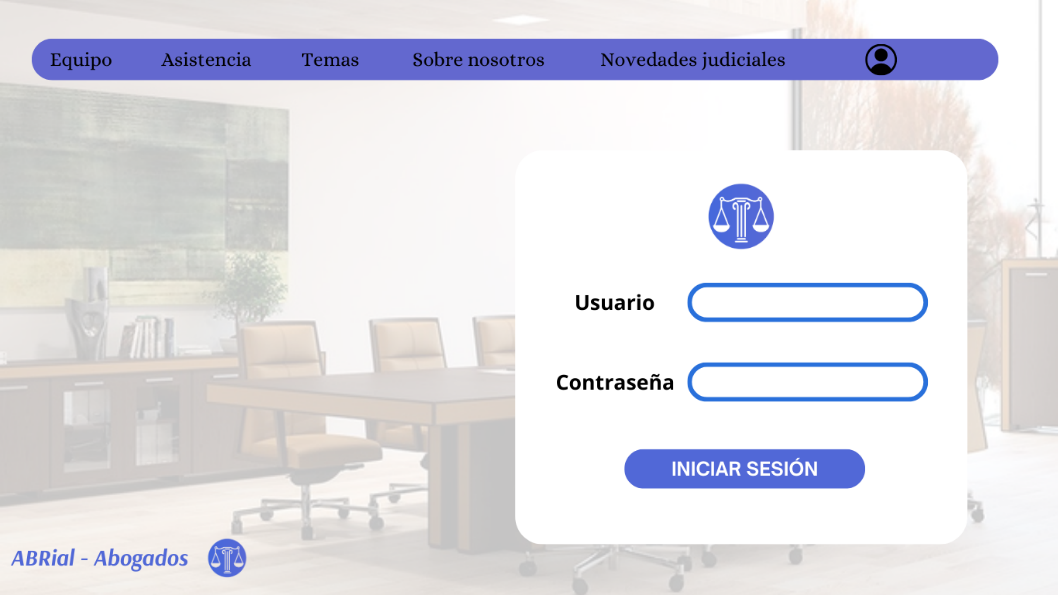 Equipo Asistencia Temas Sobre nosotros Novedades judiciales
Usuario
Contraseña
INICIAR SESIÓN
ABRial - Abogados